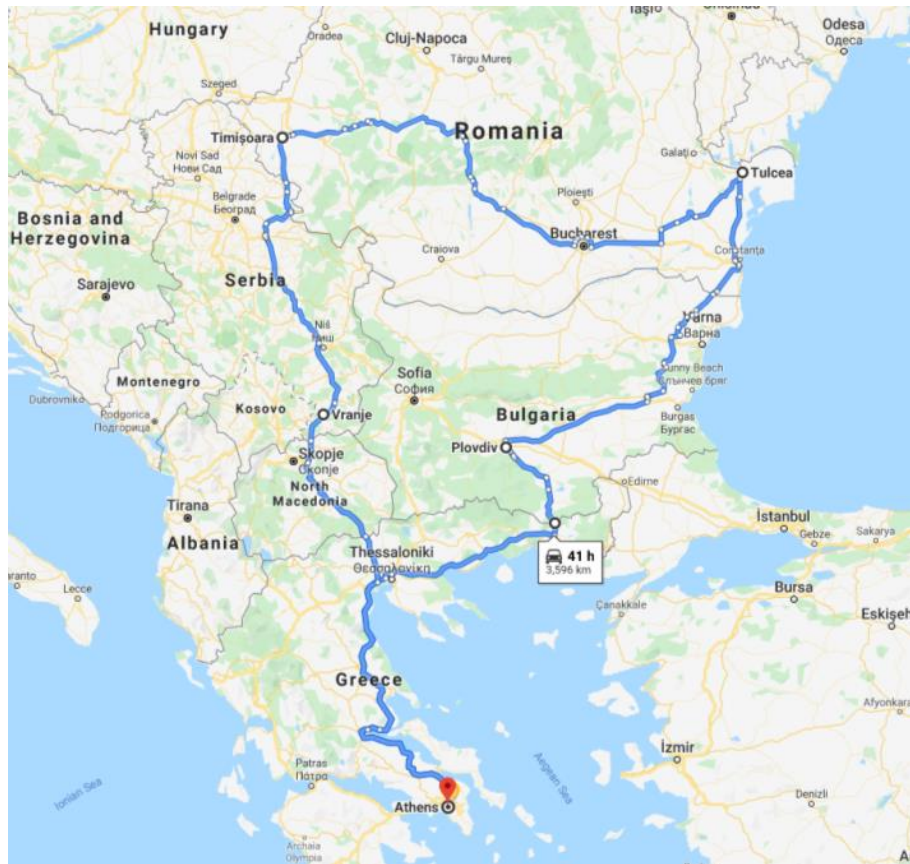 Iași
Odesa
Одеса
Hungary
Oradea
Cluj-Napoca
Târgu Mureș
Szeged
Timișoara
Romania
Novi Sad
Нови Сад
Galați
Tulcea
Belgrade
Београд
Ploiești
Bosnia and
Herzegovina
Bucharest
Craiova
Constanța
Serbia
Sarajevo
Niš
Ниш
Varna
Варна
Sofia
София
Sunny Beach
Слънчев бряг
Montenegro
Kosovo
Vranje
Bulgaria
Burgas
Бургас
Dubrovnik
Podgorica
Подгорица
Plovdiv
Skopje
Скопје
North
Macedonia
Edirne
Tirana
İstanbul
Gebze
Sakarya
Albania
41 h
3,596 km
Thessaloniki
Θεσσαλονίκη
aranto
Lecce
Çanakkale
Bursa
Eskişeh
Greece
Afyonkara
İzmir
Aegean Sea
Patras
Πάτρα
Ionian Sea
Athens
Denizli
Archaia
Olympia
A